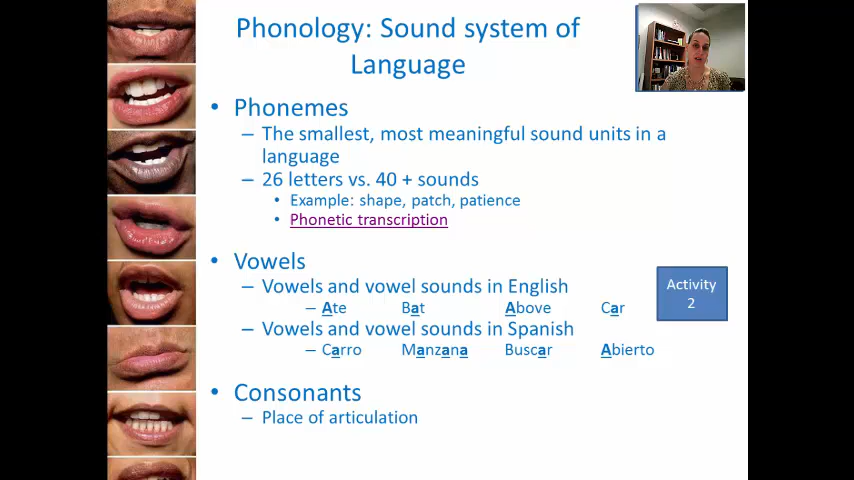 Phonology: Sound system of
Language
• Phonemes
– The smallest, most meaningful sound units in a
language
– 26 letters vs. 40 + sounds
• Example: shape, patch, patience
• Phonetic transcription
• Vowels
– Vowels and vowel sounds in English
– Ate Bat Above Car
– Vowels and vowel sounds in Spanish
– Carro Manzana Buscar Abierto
Activity
2
• Consonants
– Place of articulation